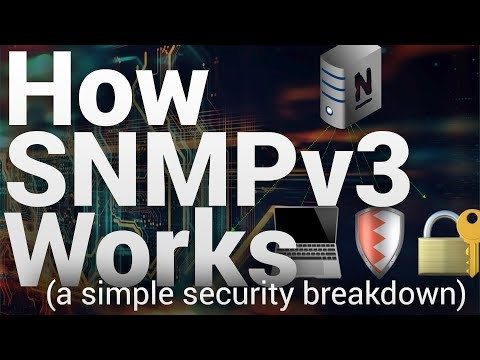 How
N
SNMPv3
Works
(a simple security breakdown)